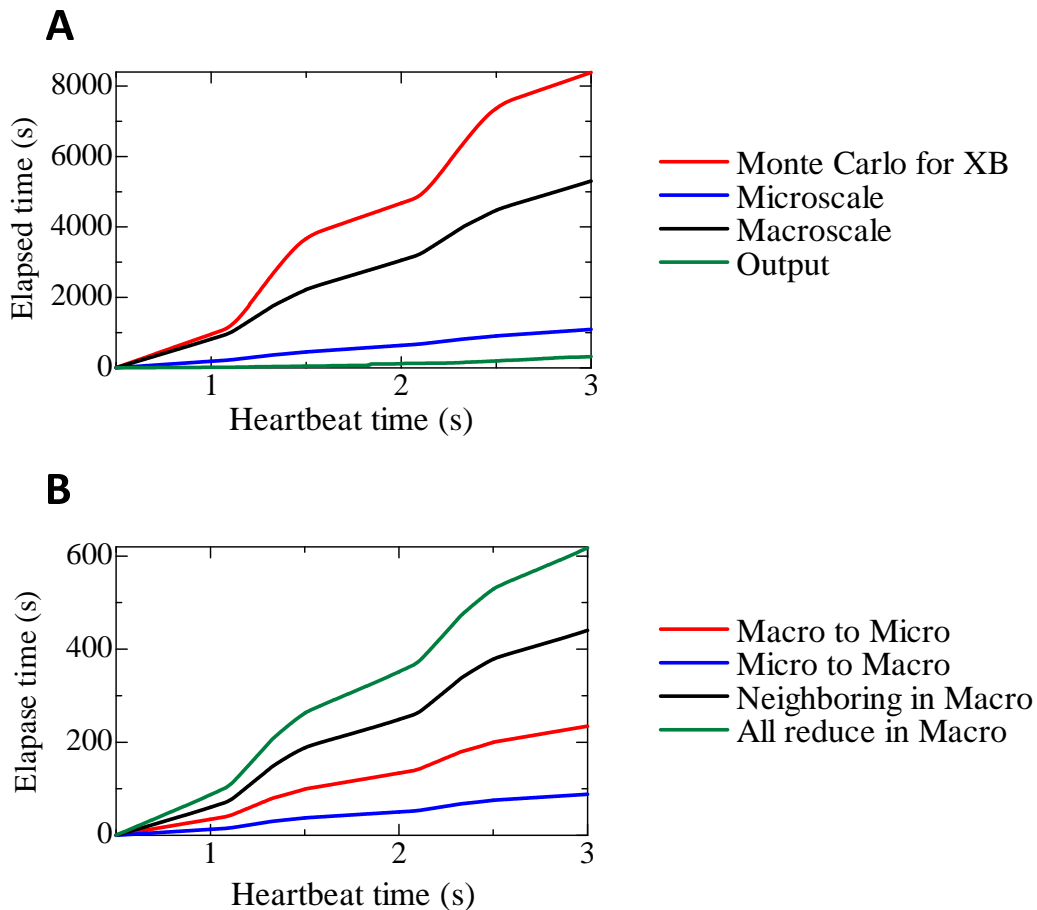 A
8000
6000
4000
2000
0
Elapsed time (s)
1
2
3
Heartbeat time (s)
Monte Carlo for XB
Microscale
Macroscale
Output
B
600
400
200
0
Elapase time (s)
1
2
3
Heartbeat time (s)
Macro to Micro
Micro to Macro
Neighboring in Macro
All reduce in Macro